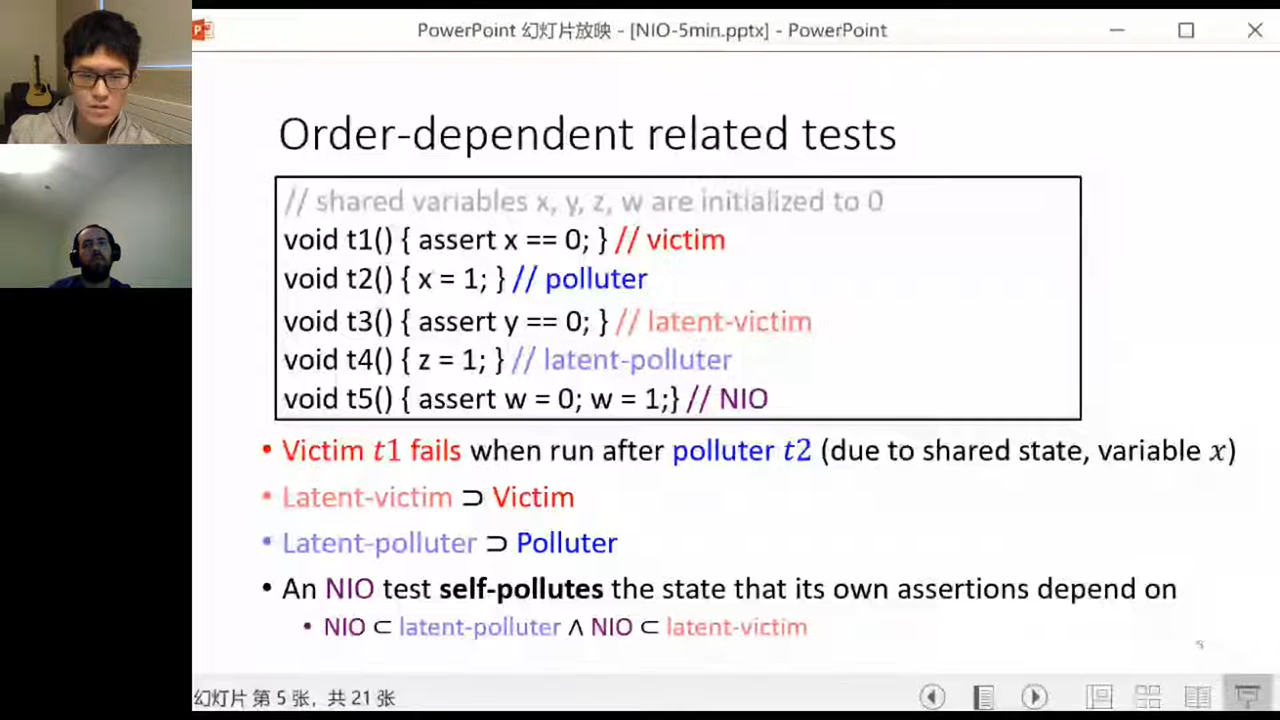 PowerPoint 幻灯片放映 - [NIO-5min.pptx] - PowerPoint
Order-dependent related tests
// shared variables x, y, z, w are initialized to 0
void t1() { assert x == 0; } // victim
void t2() { x = 1; } // polluter
void t3() { assert y == 0; } // latent-victim
void t4() { z = 1; } // latent-polluter
void t5() { assert w = 0; w = 1;} // NIO
• Victim t1 fails when run after polluter t2 (due to shared state, variable x)
• Latent-victim ⊃ Victim
• Latent-polluter ⊃ Polluter
• An NIO test self-pollutes the state that its own assertions depend on
• NIO ⊂ latent-polluter ∧ NIO ⊂ latent-victim
5
幻灯片 第 5 张，共 21 张